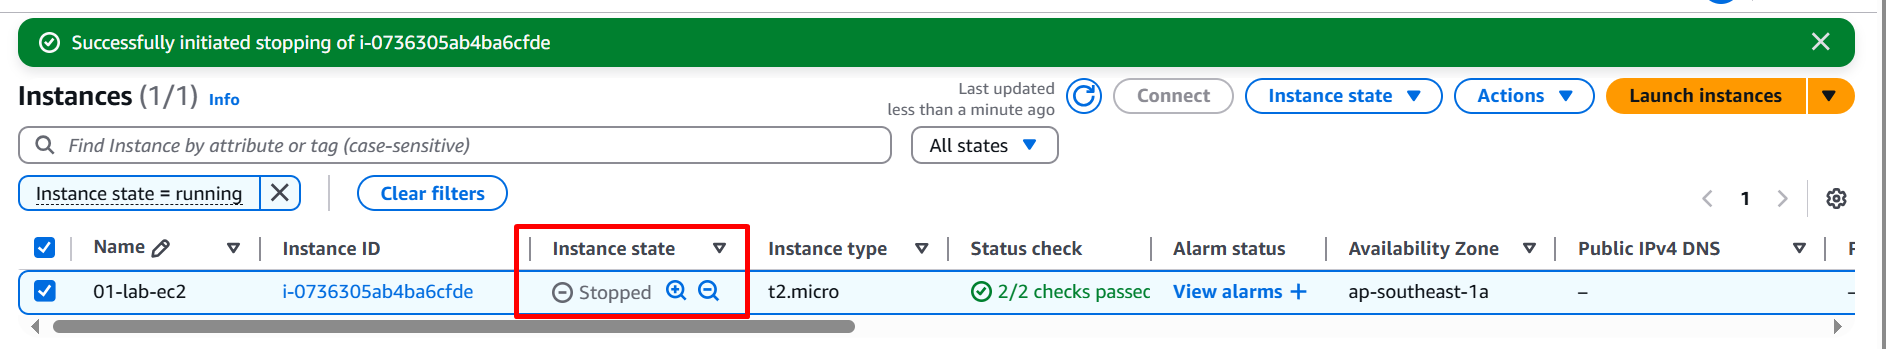 Successfully initiated stopping of i-0736305ab4ba6cfde
Instances (1/1) Info
Last updated
less than a minute ago
Connect
Instance state
Actions
Launch instances
Find Instance by attribute or tag (case-sensitive)
All states
Instance state = running
Clear filters
1
Name Instance ID Instance state Instance type Status check Alarm status Availability Zone Public IPv4 DNS
01-lab-ec2 i-0736305ab4ba6cfde Stopped t2.micro 2/2 checks passec View alarms + ap-southeast-1a – –